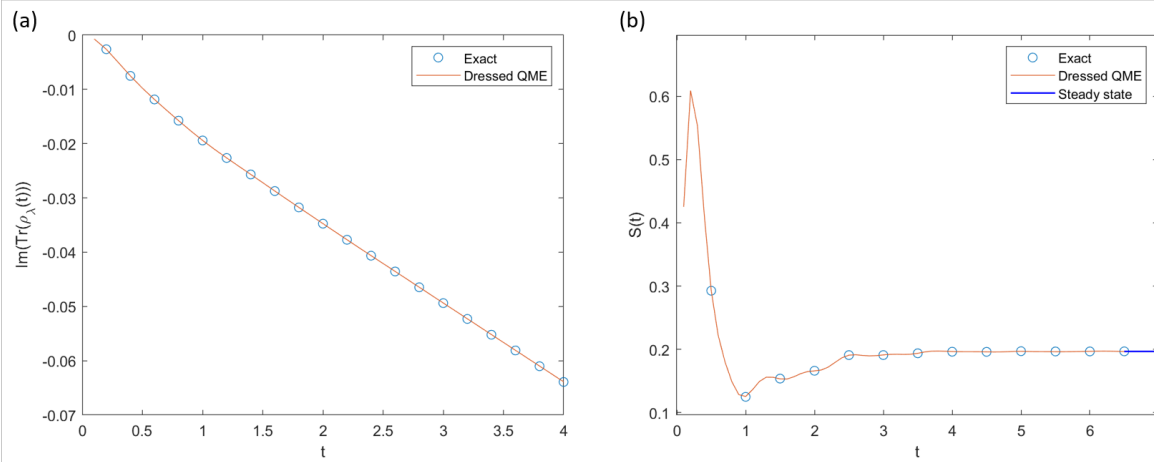 (a)
0
-0.01
-0.02
-0.03
-0.04
-0.05
-0.06
-0.07
Im(Tr(ρλ(t)))
0 0.5 1 1.5 2 2.5 3 3.5 4
t
Exact
Dressed QME
(b)
0.6
0.5
0.4
0.3
0.2
0.1
S(t)
0 1 2 3 4 5 6
t
Exact
Dressed QME
Steady state